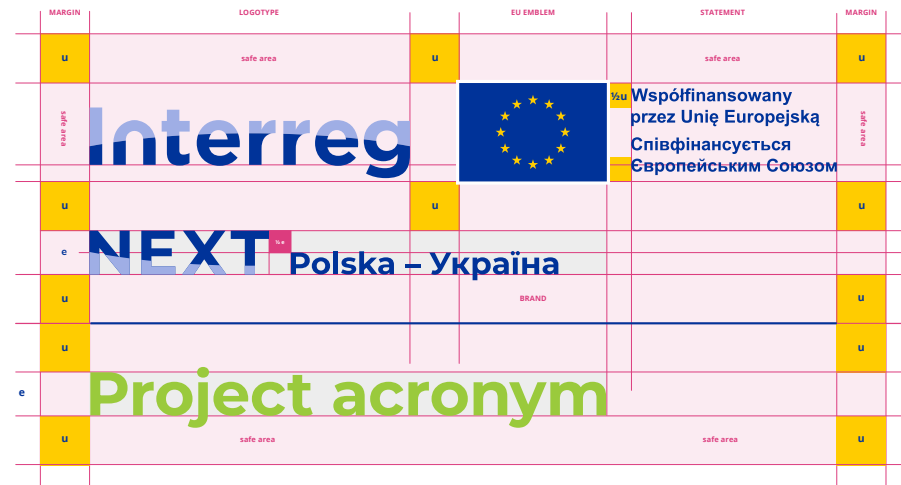 MARGIN LOGOTYPE EU EMBLEM STATEMENT MARGIN
u safe area u safe area u
safe area
Interreg
½u Współfinansowany
przez Unię Europejską
Співфінансується
Європейським Союзом
safe area
u u u
e NEXT ½ e Polska – Україна
u BRAND u
u u
e Project acronym
u safe area safe area u